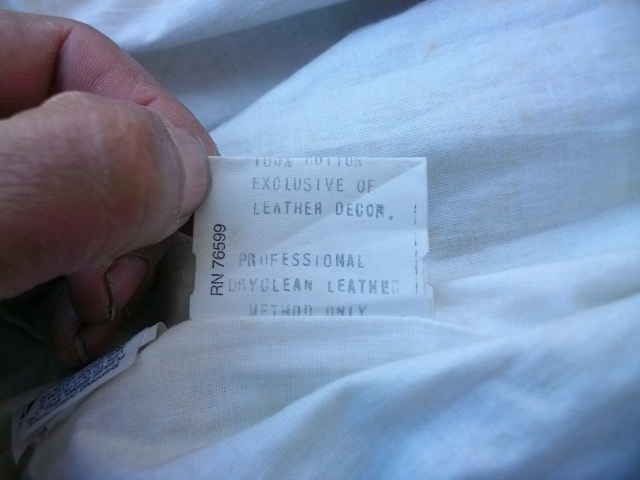 100% COTTON
EXCLUSIVE OF
LEATHER DECOR.
RN 76599
PROFESSIONAL
DRYCLEAN LEATHER
METHOD ONLY